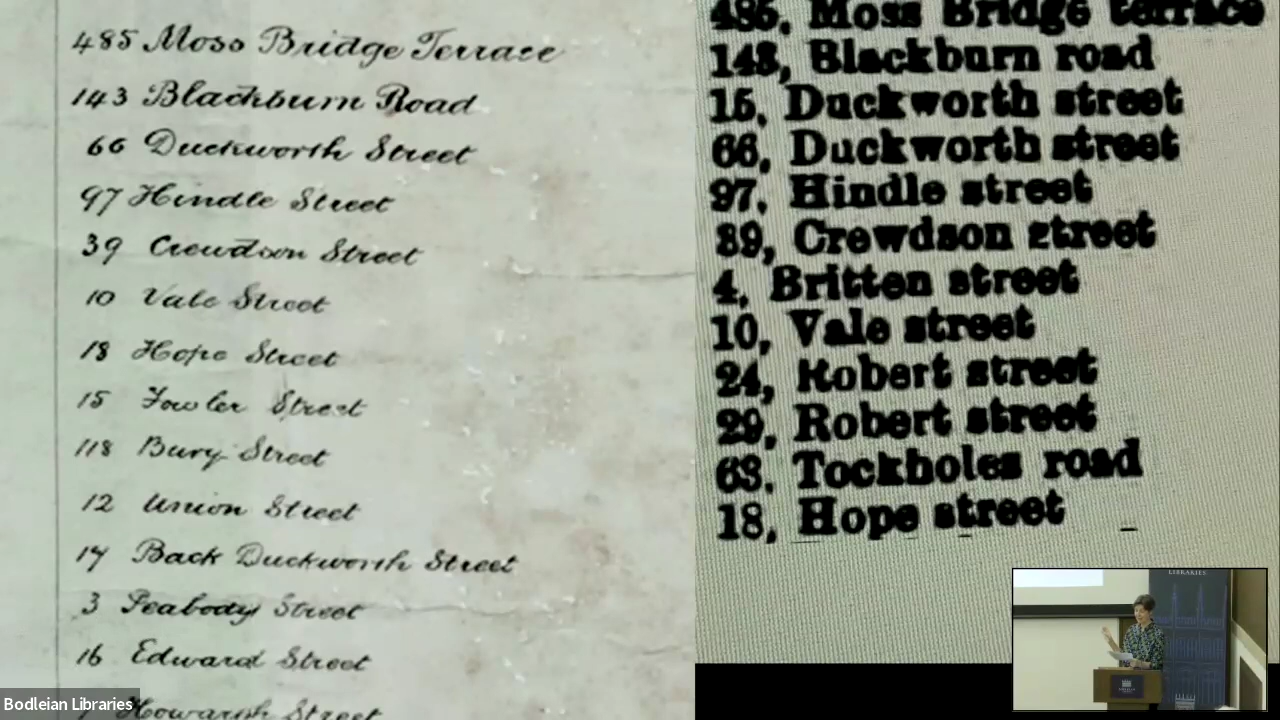 485 Moss Bridge Terrace
143 Blackburn Road
66 Duckworth Street
97 Hindle Street
39 Crewdson Street
10 Vale Street
18 Hope Street
15 Fowler Street
118 Bury Street
12 Union Street
14 Back Duckworth Street
3 Peabody Street
16 Edward Street
Howarth Street
485, Moss Bridge terrace
143, Blackburn road
15, Duckworth street
66, Duckworth street
97, Hindle street
39, Crewdson street
4, Britten street
10, Vale street
24, Robert street
29, Robert street
63, Tockholes road
18, Hope street
LIBRARIES
Bodleian Libraries